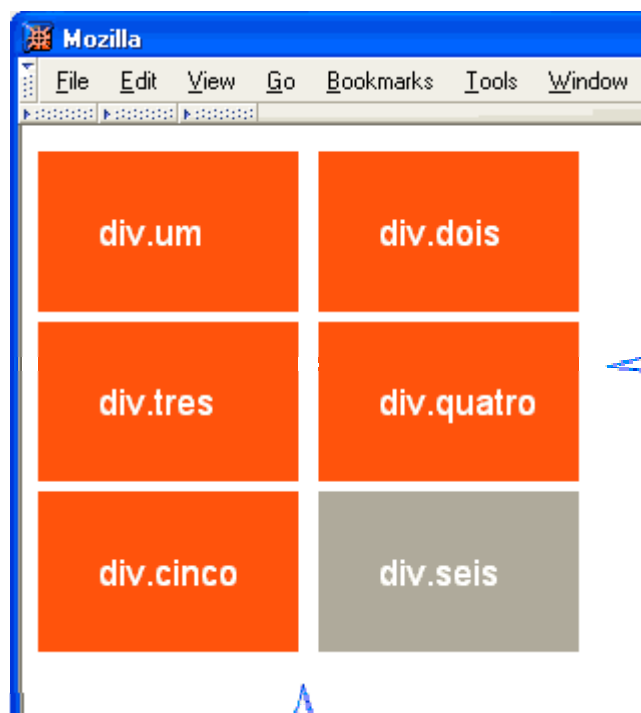 Mozilla
File Edit View Go Bookmarks Tools Window
div.um div.dois
div.tres div.quatro
div.cinco div.seis